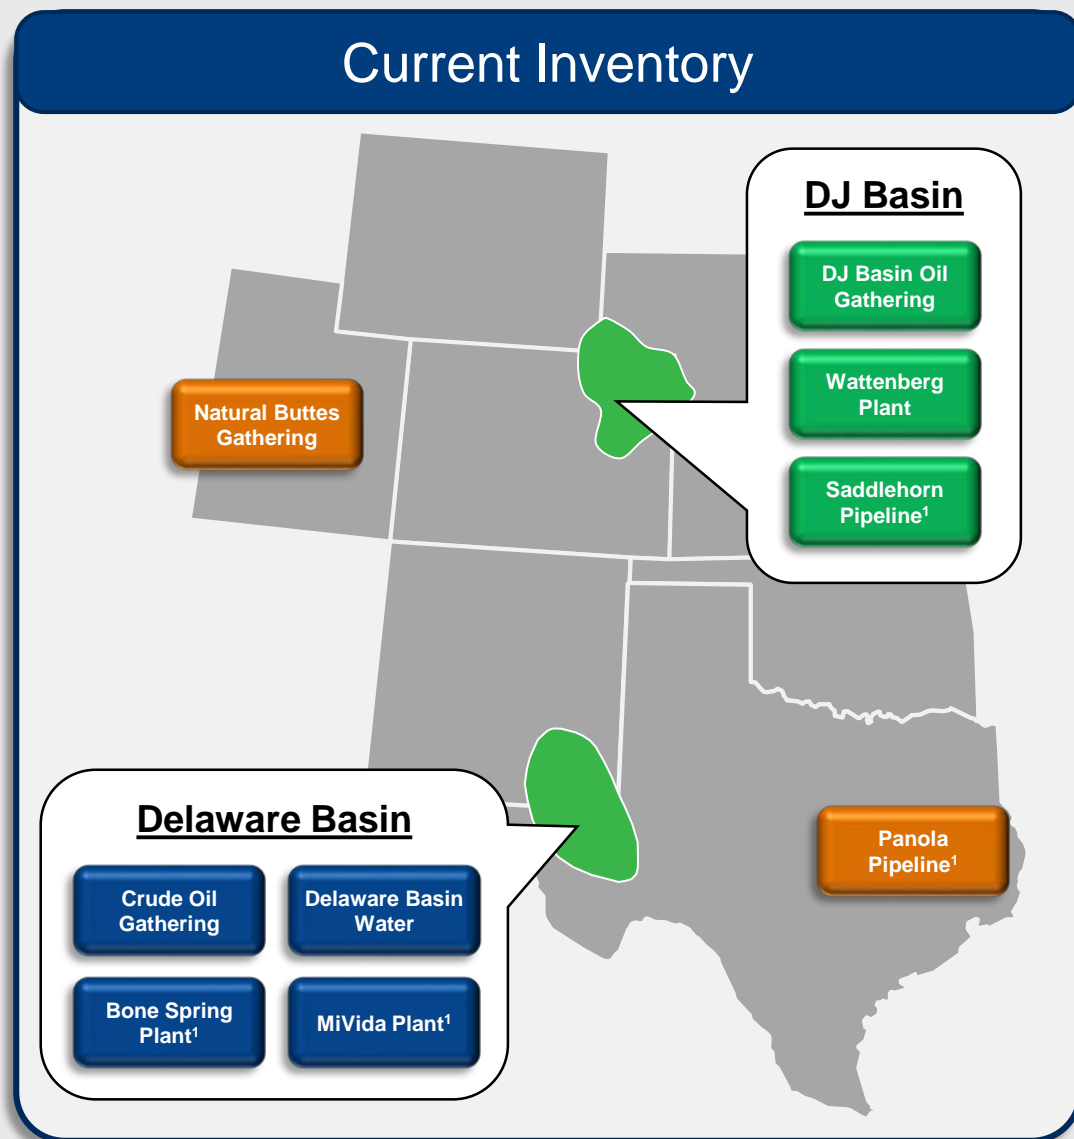 Current Inventory
DJ Basin
DJ Basin Oil
Gathering
Wattenberg
Plant
Saddlehorn
Pipeline¹
Natural Buttes
Gathering
Delaware Basin
Crude Oil
Gathering
Delaware Basin
Water
Bone Spring
Plant¹
MiVida Plant¹
Panola
Pipeline¹